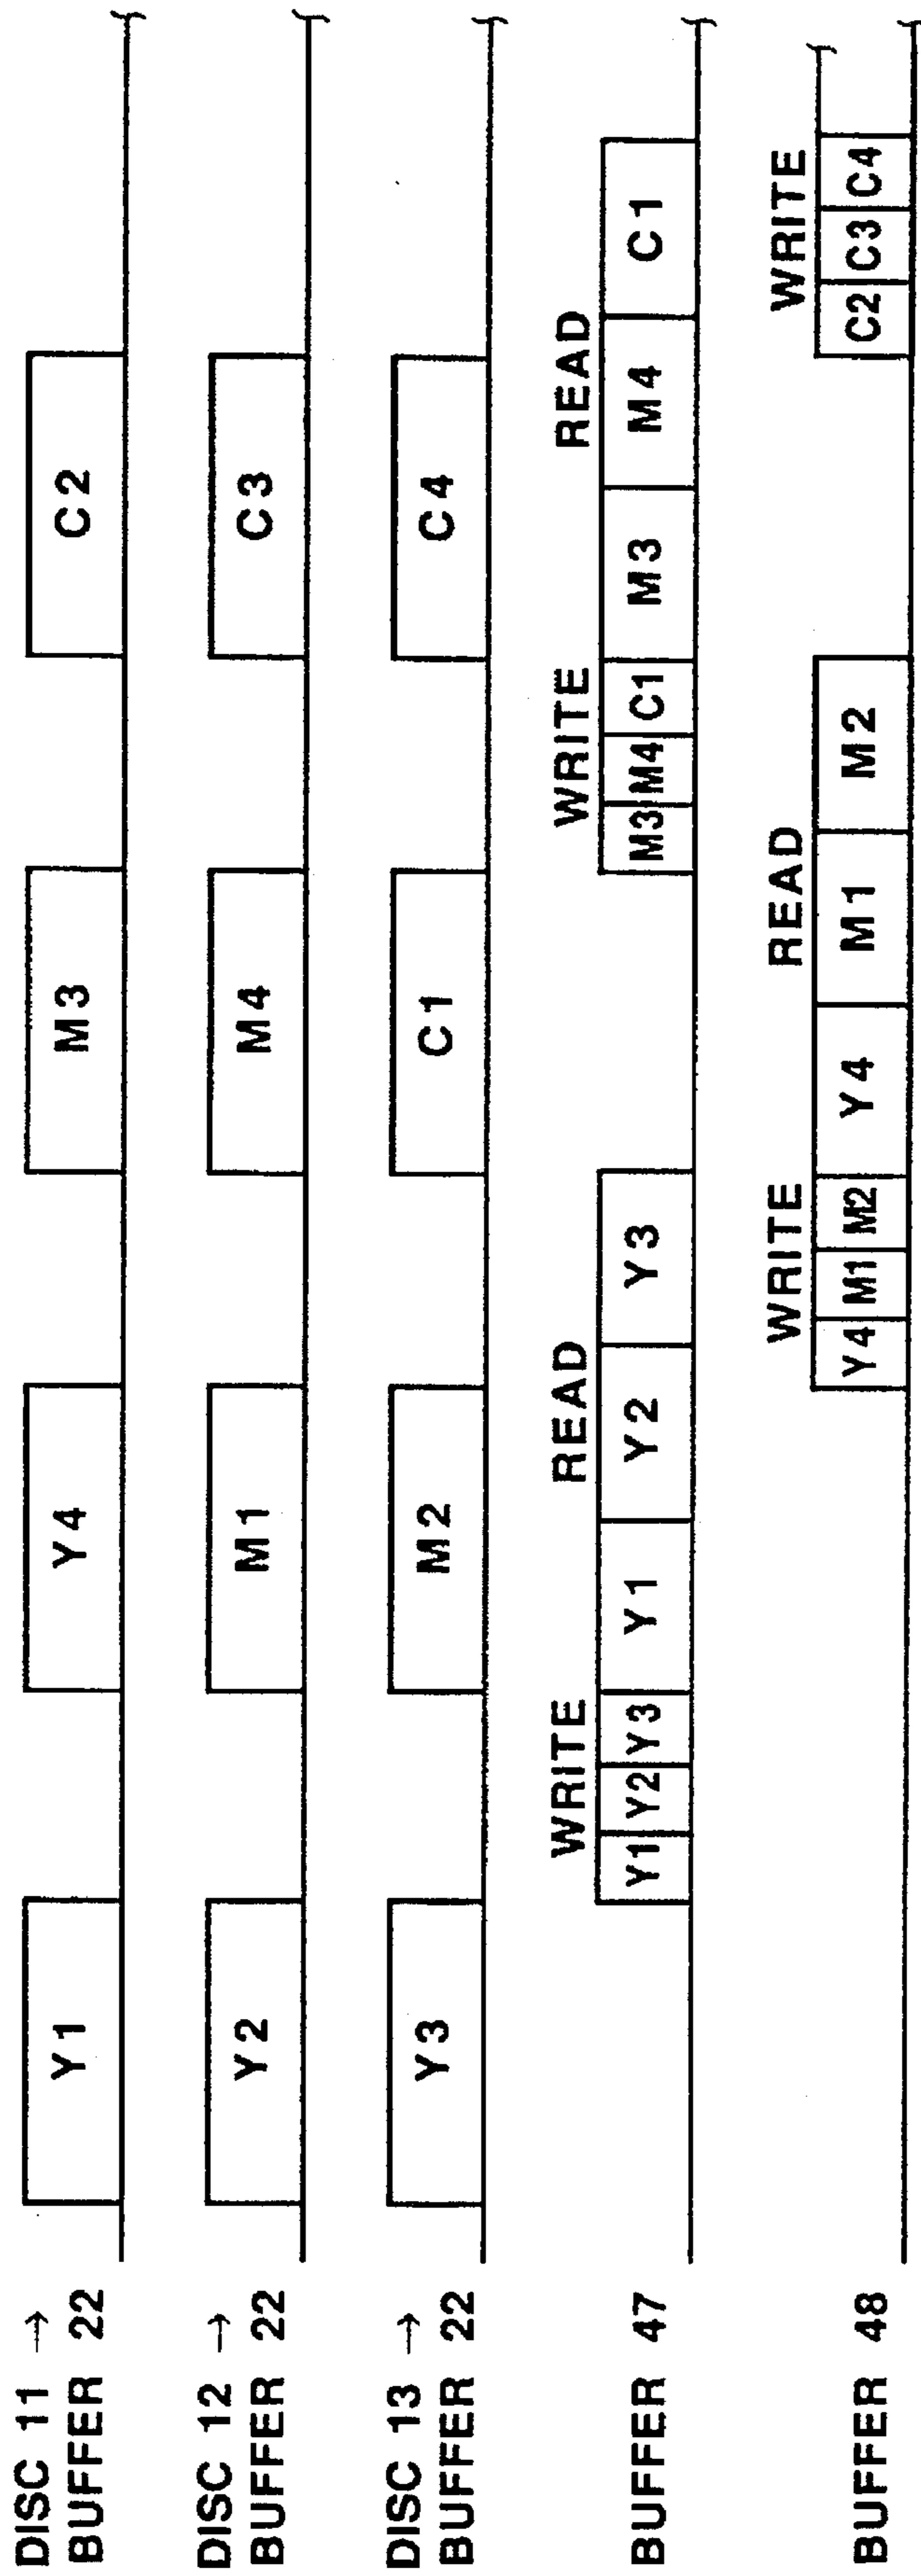 DISC 11 →
BUFFER 22
Y1 Y4 M3 C2
DISC 12 →
BUFFER 22
Y2 M1 M4 C3
DISC 13 →
BUFFER 22
Y3 M2 C1 C4
WRITE READ WRITE READ
BUFFER 47
Y1 Y2 Y3 Y1 Y2 Y3 M3 M4 C1 M3 M4 C1
WRITE READ WRITE
BUFFER 48
Y4 M1 M2 Y4 M1 M2 C2 C3 C4